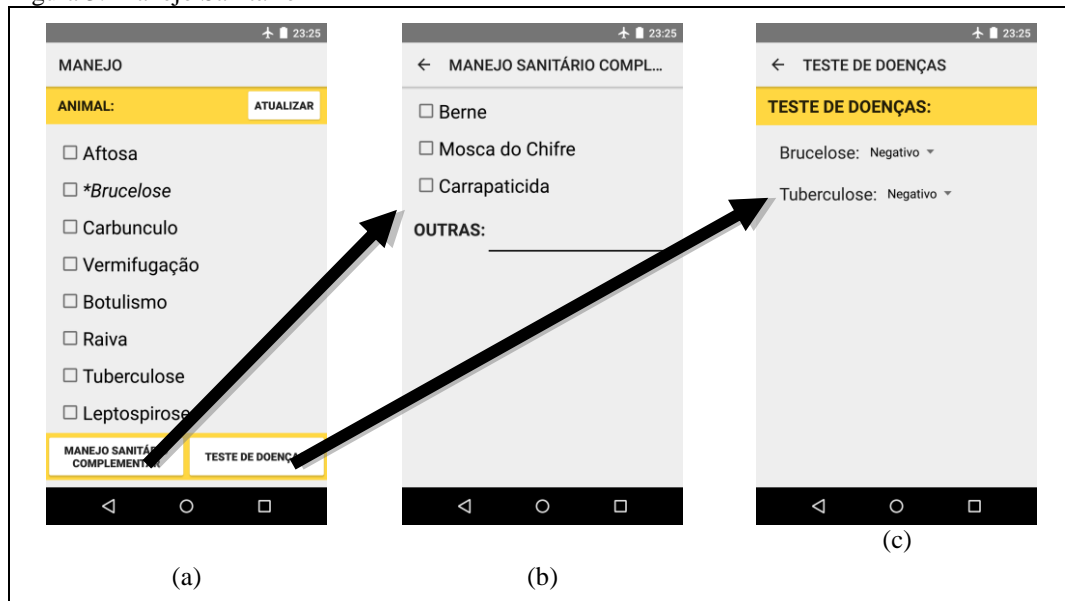 23:25
MANEJO
ANIMAL: ATUALIZAR
Aftosa
*Brucelose
Carbunculo
Vermifugação
Botulismo
Raiva
Tuberculose
Leptospirose
MANEJO SANITÁ
COMPLEMENTAR
TESTE DE DOENÇA
(a)
23:25
MANEJO SANITÁRIO COMPL...
Berne
Mosca do Chifre
Carrapaticida
OUTRAS:
(b)
23:25
TESTE DE DOENÇAS
TESTE DE DOENÇAS:
Brucelose: Negativo
Tuberculose: Negativo
(c)